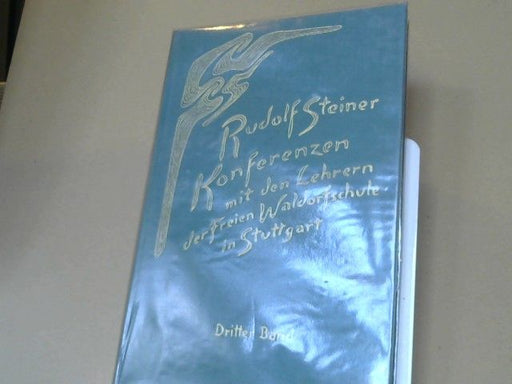 Rudolf Steiner
Konferenzen
mit den Lehrern
der Freien Waldorfschule
in Stuttgart
Dritter Band